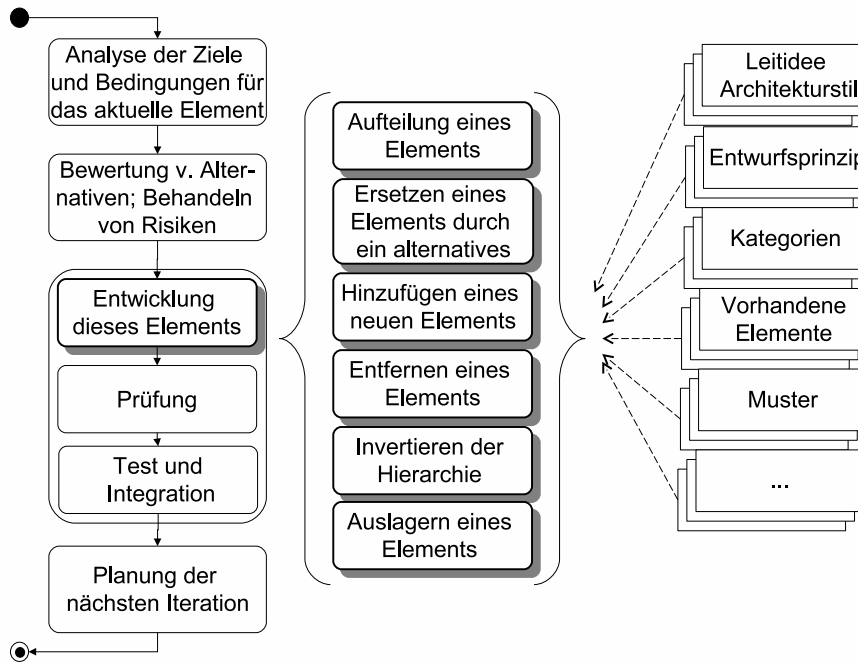 Analyse der Ziele
und Bedingungen für
das aktuelle Element
Bewertung v. Alter-
nativen; Behandeln
von Risiken
Entwicklung
dieses Elements
Prüfung
Test und
Integration
Planung der
nächsten Iteration
Aufteilung eines
Elements
Ersetzen eines
Elements durch
ein alternatives
Hinzufügen eines
neuen Elements
Entfernen eines
Elements
Invertieren der
Hierarchie
Auslagern eines
Elements
Leitidee
Architekturstil
Entwurfsprinzip
Kategorien
Vorhandene
Elemente
Muster
...